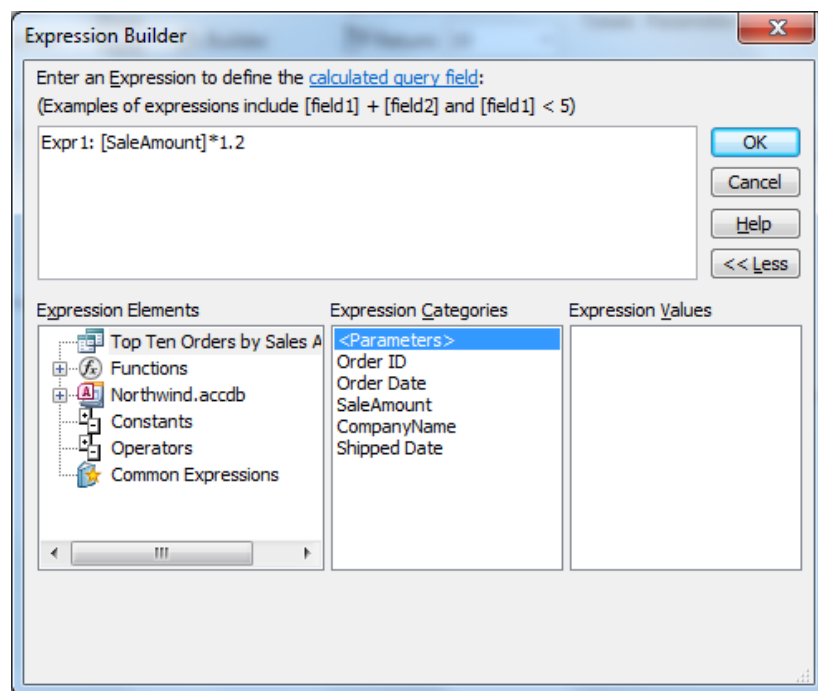 Expression Builder
Enter an Expression to define the calculated query field:
(Examples of expressions include [field1] + [field2] and [field1] < 5)
Expr1: [SaleAmount]*1.2
OK
Cancel
Help
<< Less
Expression Elements
Expression Categories
Expression Values
Top Ten Orders by Sales A
Functions
Northwind.accdb
Constants
Operators
Common Expressions
<Parameters>
Order ID
Order Date
SaleAmount
CompanyName
Shipped Date